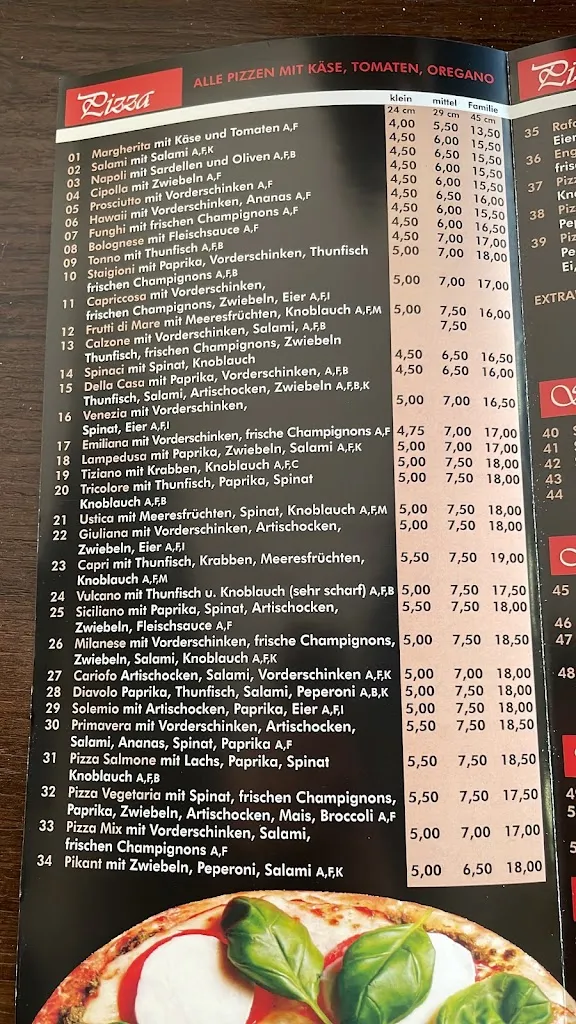 Pizza
ALLE PIZZEN MIT KÄSE, TOMATEN, OREGANO
klein mittel Familie
24 cm 29 cm 45 cm
01 Margherita mit Käse und Tomaten A,F 4,00 5,50 13,50
02 Salami mit Salami A,F,K 4,50 6,00 15,50
03 Napoli mit Sardellen und Oliven A,F,B 4,50 6,00 15,50
04 Cipolla mit Zwiebeln A,F 4,50 6,50 15,50
05 Prosciutto mit Vorderschinken A,F 4,50 6,00 15,50
06 Hawaii mit Vorderschinken, Ananas A,F 4,50 6,50 16,00
07 Funghi mit frischen Champignons A,F 4,50 6,00 15,50
08 Bolognese mit Fleischsauce A,F 4,50 6,00 16,50
09 Tonno mit Thunfisch A,F,B 4,50 7,00 17,00
10 Staigioni mit Paprika, Vorderschinken, Thunfisch 5,00 7,00 18,00
frischen Champignons A,F,B
11 Capriccosa mit Vorderschinken, 5,00 7,00 17,00
frischen Champignons, Zwiebeln, Eier A,F,I
12 Frutti di Mare mit Meeresfrüchten, Knoblauch A,F,M 5,00 7,50 16,00
13 Calzone mit Vorderschinken, Salami, A,F,B 7,50
Thunfisch, frischen Champignons, Zwiebeln
14 Spinaci mit Spinat, Knoblauch 4,50 6,50 16,50
15 Della Casa mit Paprika, Vorderschinken, A,F,B 4,50 6,50 16,00
Thunfisch, Salami, Artischocken, Zwiebeln A,F,B,K
16 Venezia mit Vorderschinken, 5,00 7,00 16,50
Spinat, Eier A,F,I
17 Emiliana mit Vorderschinken, frische Champignons A,F 4,75 7,00 17,00
18 Lampedusa mit Paprika, Zwiebeln, Salami A,F,K 5,00 7,00 17,00
19 Tiziano mit Krabben, Knoblauch A,F,C 5,00 7,50 18,00
20 Tricolore mit Thunfisch, Paprika, Spinat 5,00 7,50 18,00
Knoblauch A,F,B
21 Ustica mit Meeresfrüchten, Spinat, Knoblauch A,F,M 5,00 7,50 18,00
22 Giuliana mit Vorderschinken, Artischocken, 5,00 7,50 18,00
Zwiebeln, Eier A,F,I
23 Capri mit Thunfisch, Krabben, Meeresfrüchten, 5,50 7,50 19,00
Knoblauch A,F,M
24 Vulcano mit Thunfisch u. Knoblauch (sehr scharf) A,F,B 5,00 7,50 17,50
25 Siciliano mit Paprika, Spinat, Artischocken, 5,50 7,50 18,00
Zwiebeln, Fleischsauce A,F
26 Milanese mit Vorderschinken, frische Champignons, 5,00 7,50 18,50
Zwiebeln, Salami, Knoblauch A,F,K
27 Cariofo Artischocken, Salami, Vorderschinken A,F,K 5,00 7,00 18,00
28 Diavolo Paprika, Thunfisch, Salami, Peperoni A,B,K 5,00 7,50 18,00
29 Solemio mit Artischocken, Paprika, Eier A,F,I 5,00 7,50 18,00
30 Primavera mit Vorderschinken, Artischocken, 5,50 7,50 18,50
Salami, Ananas, Spinat, Paprika A,F
31 Pizza Salmone mit Lachs, Paprika, Spinat 5,50 7,50 18,50
Knoblauch A,F,B
32 Pizza Vegetaria mit Spinat, frischen Champignons, 5,50 7,50 17,50
Paprika, Zwiebeln, Artischocken, Mais, Broccoli A,F
33 Pizza Mix mit Vorderschinken, Salami, 5,00 7,00 17,00
frischen Champignons A,F
34 Pikant mit Zwiebeln, Peperoni, Salami A,F,K 5,00 6,50 18,00
35
36
37
38
39
40
41
42
43
44
45
46
47
48